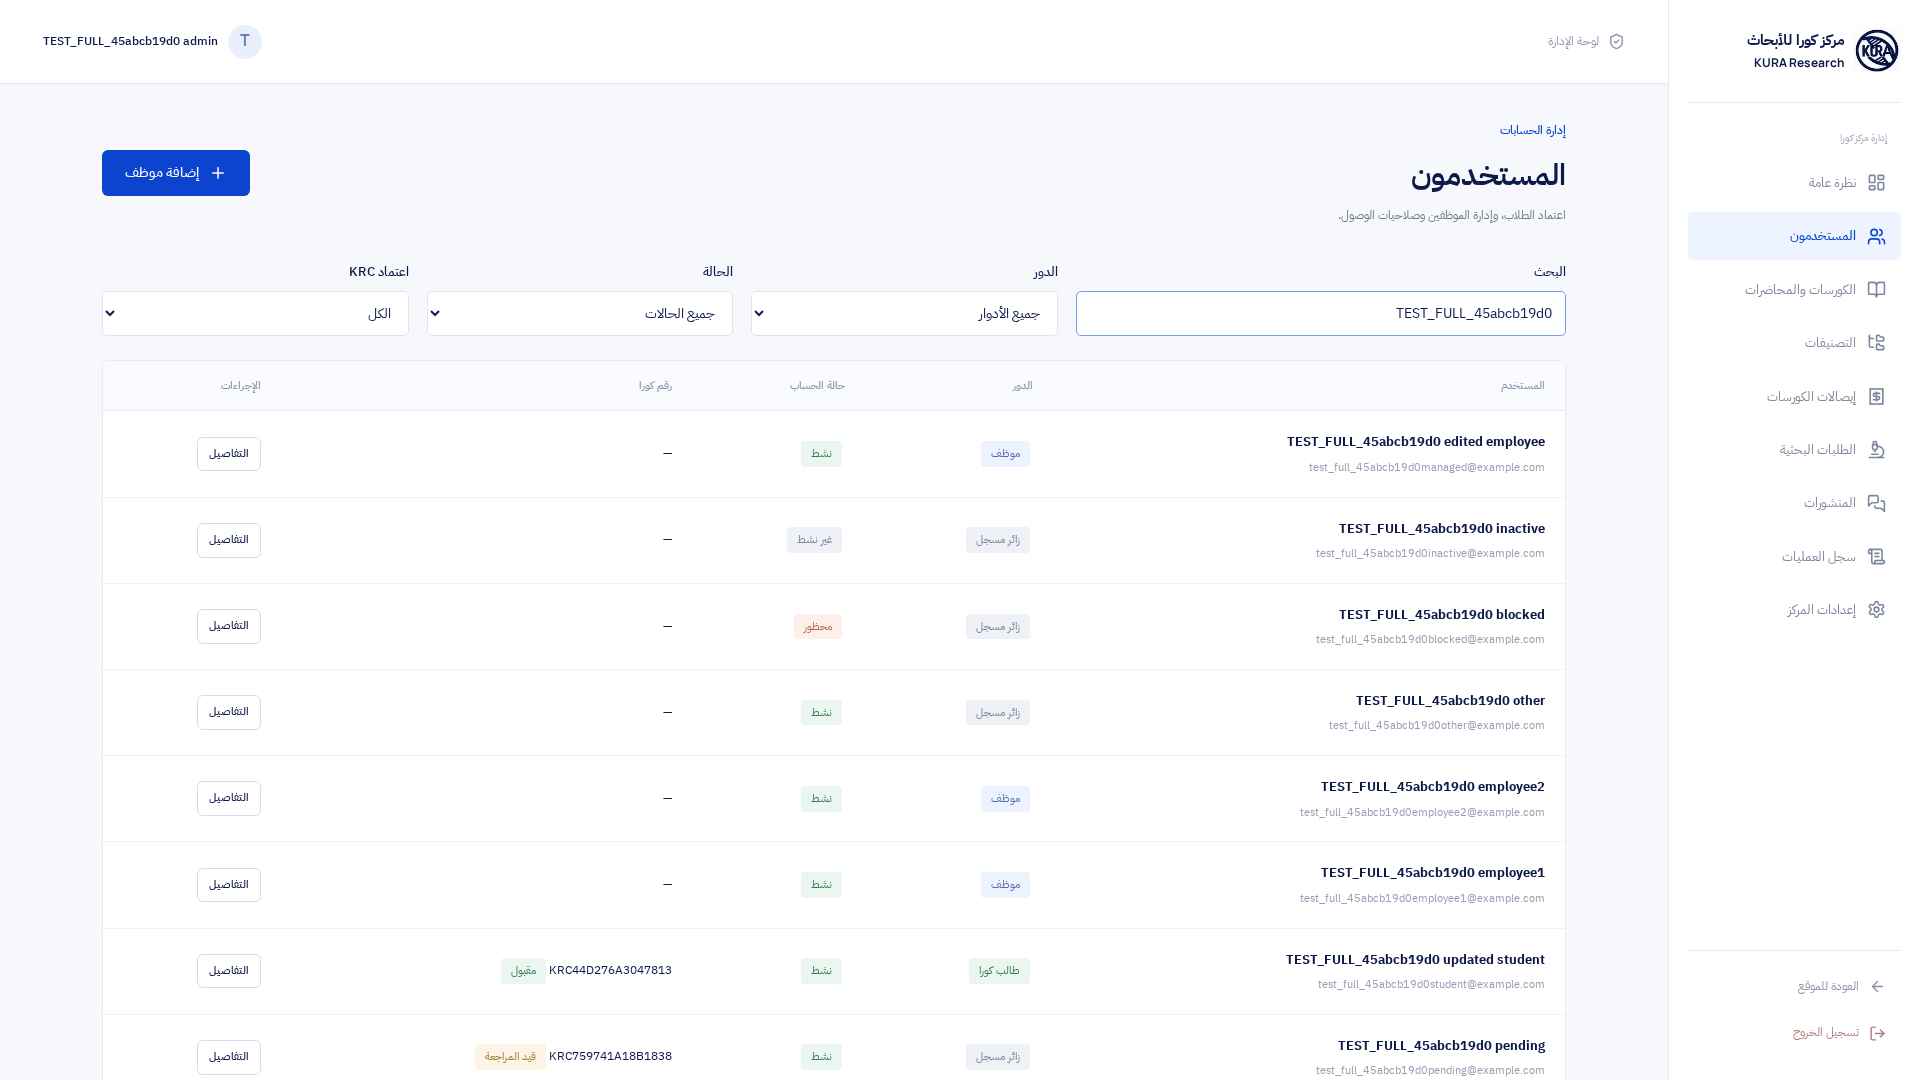 مركز كورا للأبحاث
KURA Research
KURA
إدارة مركز كورا
نظرة عامة
المستخدمون
الكورسات والمحاضرات
التصنيفات
إيصالات الكورسات
الطلبات البحثية
المنشورات
سجل العمليات
إعدادات المركز
العودة للموقع
تسجيل الخروج
لوحة الإدارة
T
TEST_FULL_45abcb19d0 admin
إدارة الحسابات
المستخدمون
اعتماد الطلاب، وإدارة الموظفين وصلاحيات الوصول.
إضافة موظف
البحث
الدور
الحالة
اعتماد KRC
TEST_FULL_45abcb19d0
جميع الأدوار
جميع الحالات
الكل
المستخدم
الدور
حالة الحساب
رقم كورا
الإجراءات
TEST_FULL_45abcb19d0 edited employee
test_full_45abcb19d0managed@example.com
موظف
نشط
—
التفاصيل
TEST_FULL_45abcb19d0 inactive
test_full_45abcb19d0inactive@example.com
زائر مسجل
غير نشط
—
التفاصيل
TEST_FULL_45abcb19d0 blocked
test_full_45abcb19d0blocked@example.com
زائر مسجل
محظور
—
التفاصيل
TEST_FULL_45abcb19d0 other
test_full_45abcb19d0other@example.com
زائر مسجل
نشط
—
التفاصيل
TEST_FULL_45abcb19d0 employee2
test_full_45abcb19d0employee2@example.com
موظف
نشط
—
التفاصيل
TEST_FULL_45abcb19d0 employee1
test_full_45abcb19d0employee1@example.com
موظف
نشط
—
التفاصيل
TEST_FULL_45abcb19d0 updated student
test_full_45abcb19d0student@example.com
طالب كورا
نشط
KRC44D276A3047813 مقبول
التفاصيل
TEST_FULL_45abcb19d0 pending
test_full_45abcb19d0pending@example.com
زائر مسجل
نشط
KRC759741A18B1838 قيد المراجعة
التفاصيل